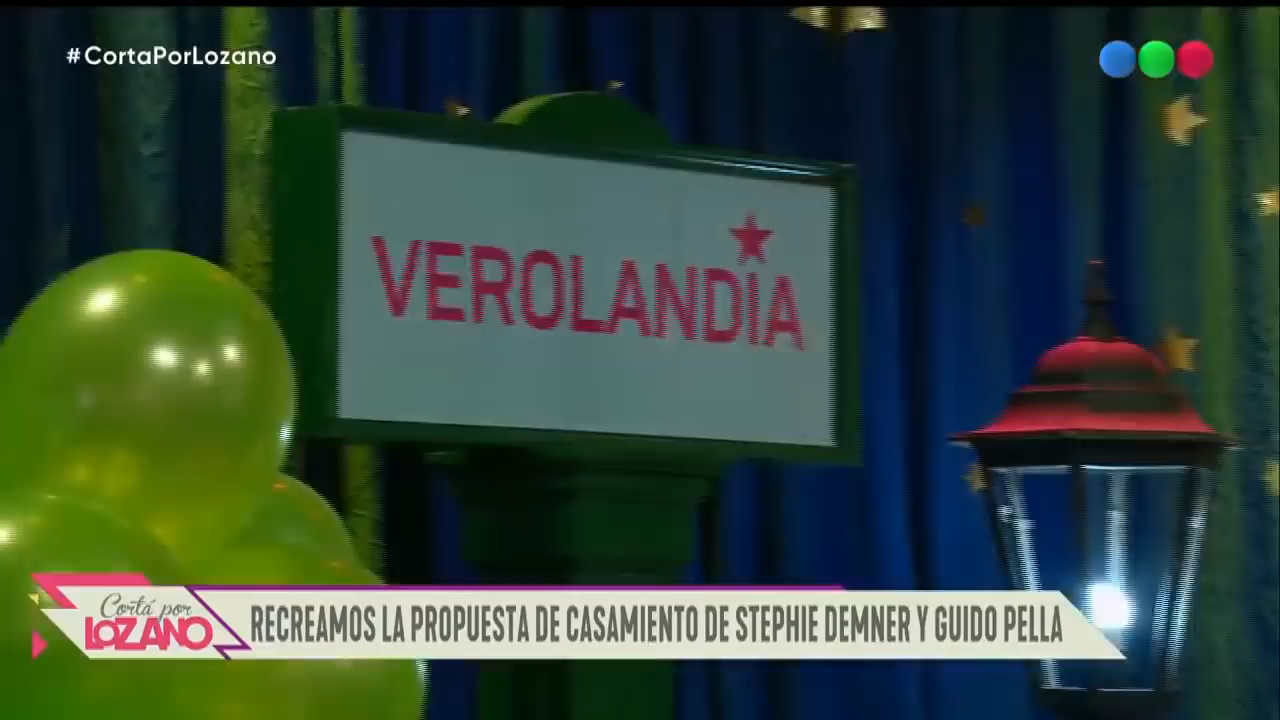 #CortaPorLozano
VEROLANDIA
Cortá por
LOZANO
RECREAMOS LA PROPUESTA DE CASAMIENTO DE STEPHIE DEMNER Y GUIDO PELLA